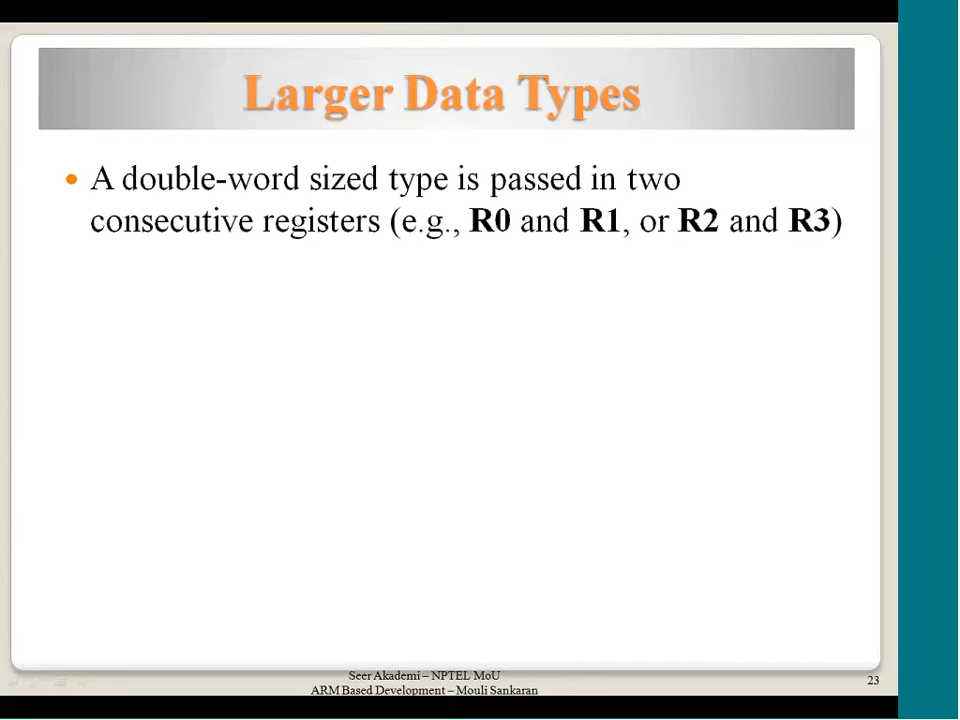 Larger Data Types
A double-word sized type is passed in two
consecutive registers (e.g., R0 and R1, or R2 and R3)
Seer Akademi – NPTEL MoU
ARM Based Development – Mouli Sankaran
23